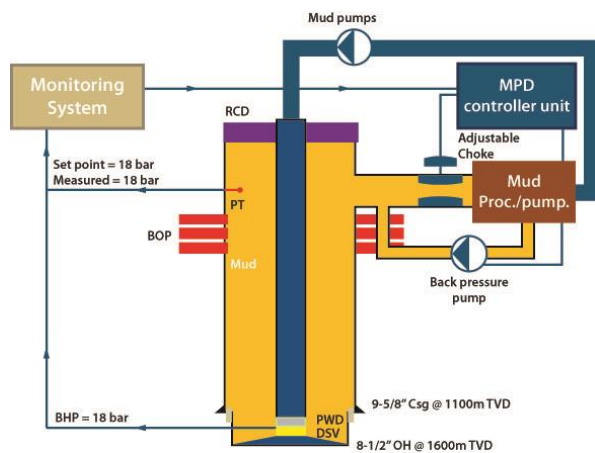 Mud pumps
Monitoring
System
MPD
controller unit
RCD
Adjustable
Choke
Set point = 18 bar
Measured = 18 bar
PT
Mud
Proc./pump.
BOP
Mud
Back pressure
pump
9-5/8” Csg @ 1100m TVD
BHP = 18 bar
PWD
DSV
8-1/2” OH @ 1600m TVD